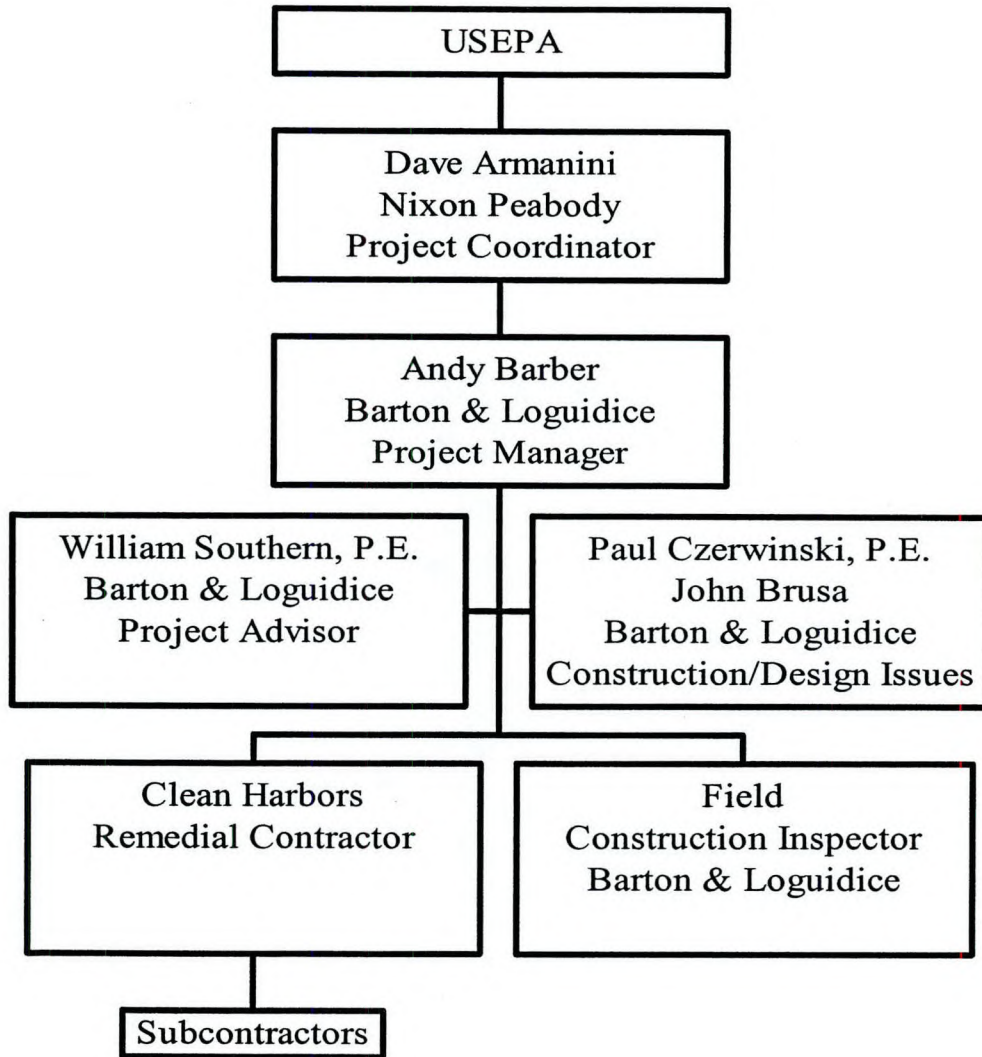 USEPA
Dave Armanini
Nixon Peabody
Project Coordinator
Andy Barber
Barton & Loguidice
Project Manager
William Southern, P.E.
Barton & Loguidice
Project Advisor
Paul Czerwinski, P.E.
John Brusa
Barton & Loguidice
Construction/Design Issues
Clean Harbors
Remedial Contractor
Field
Construction Inspector
Barton & Loguidice
Subcontractors